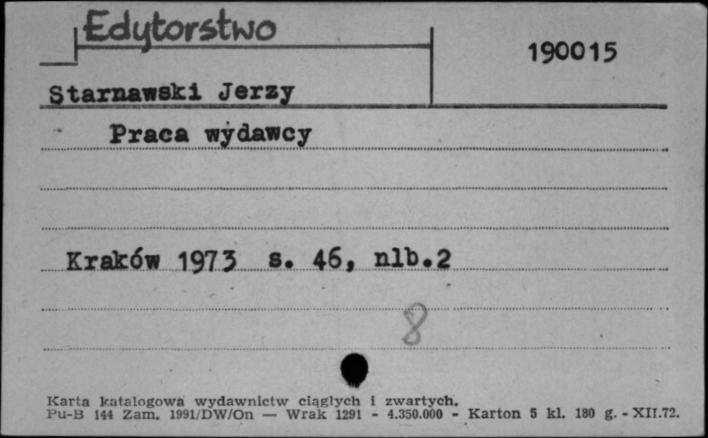 Edytorstwo
190015
Starnawski Jerzy
Praca wydawcy
Kraków 1973 s. 46, nlb.2
8
Karta katalogowa wydawnictw ciągłych i zwartych.
Pu-B 144 Zam. 1991/DW/On — Wrak 1291 - 4.350.000 - Karton 5 kl. 180 g. - XII.72.